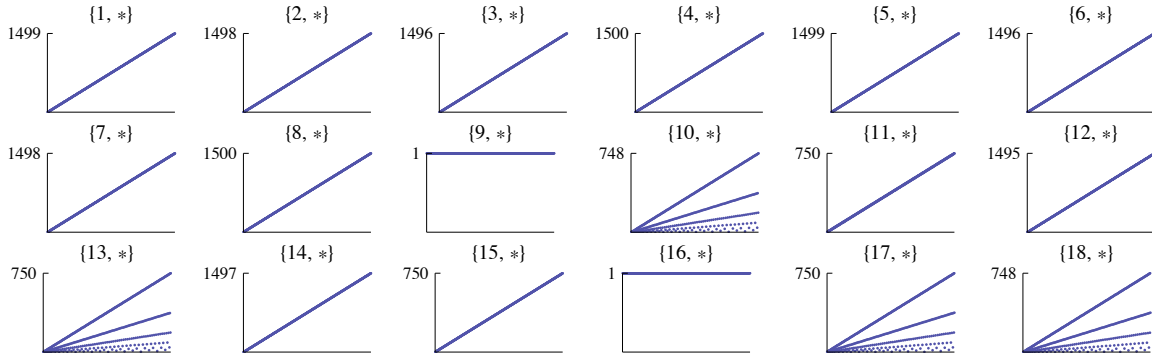 {1, *} {2, *} {3, *} {4, *} {5, *} {6, *}
1499 1498 1496 1500 1499 1496
{7, *} {8, *} {9, *} {10, *} {11, *} {12, *}
1498 1500 1 748 750 1495
{13, *} {14, *} {15, *} {16, *} {17, *} {18, *}
750 1497 750 1 750 748